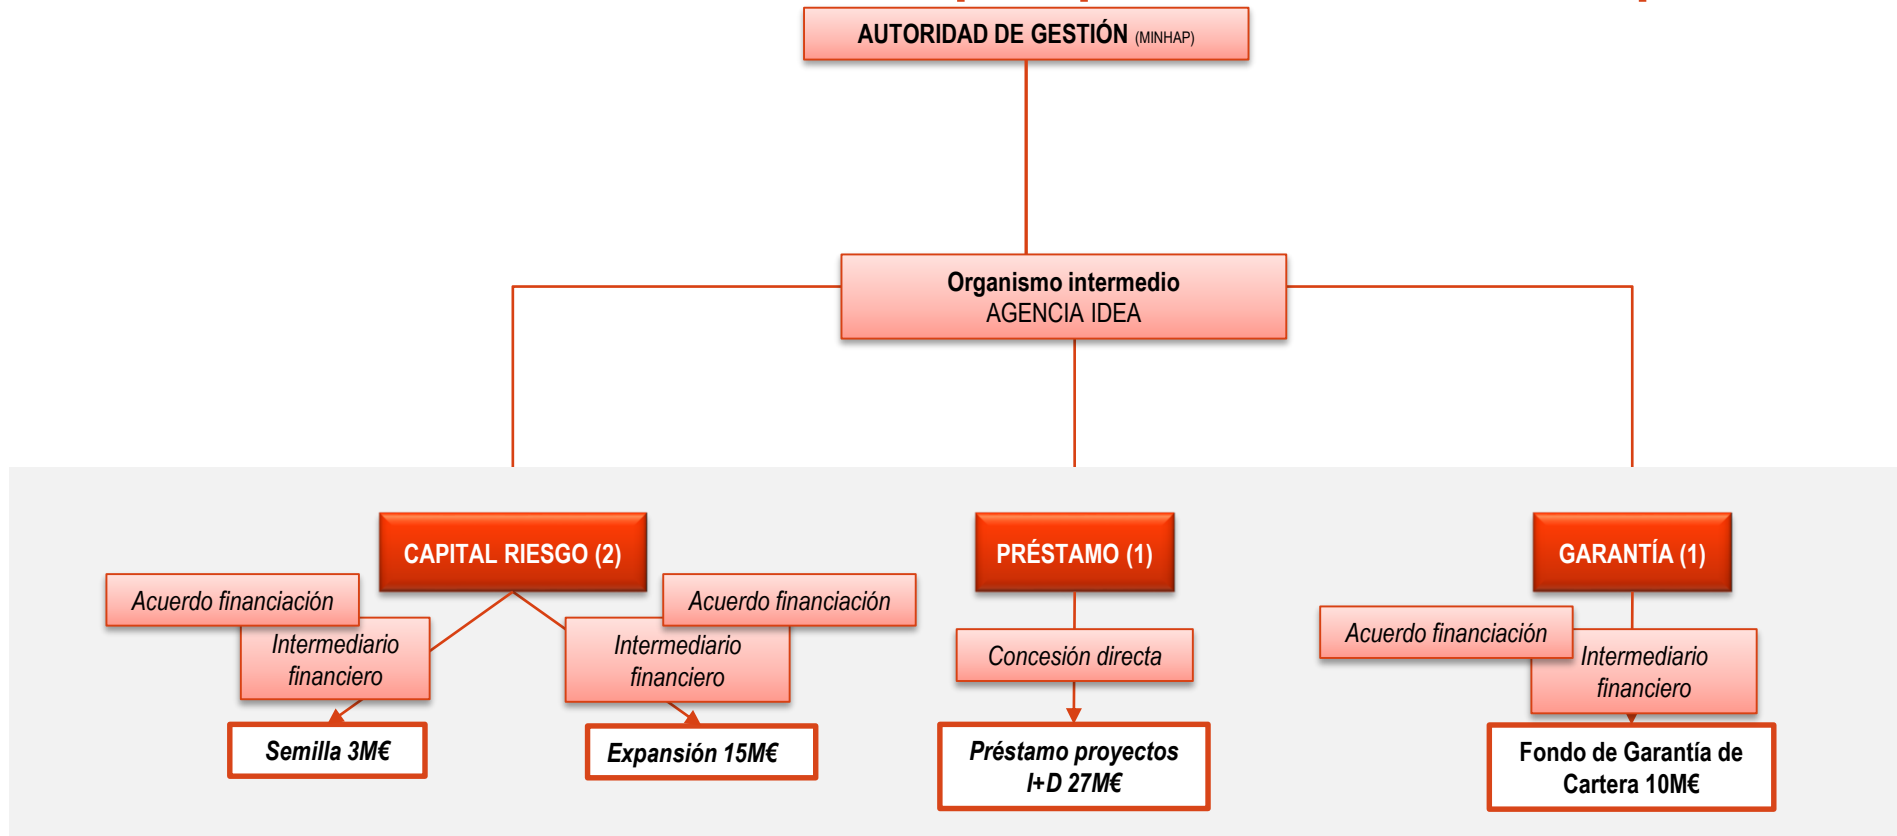 AUTORIDAD DE GESTIÓN (MINHAP)
Organismo intermedio
AGENCIA IDEA
CAPITAL RIESGO (2)
PRÉSTAMO (1)
GARANTÍA (1)
Acuerdo financiación
Intermediario
financiero
Acuerdo financiación
Intermediario
financiero
Concesión directa
Acuerdo financiación
Intermediario
financiero
Semilla 3M€
Expansión 15M€
Préstamo proyectos
I+D 27M€
Fondo de Garantía de
Cartera 10M€